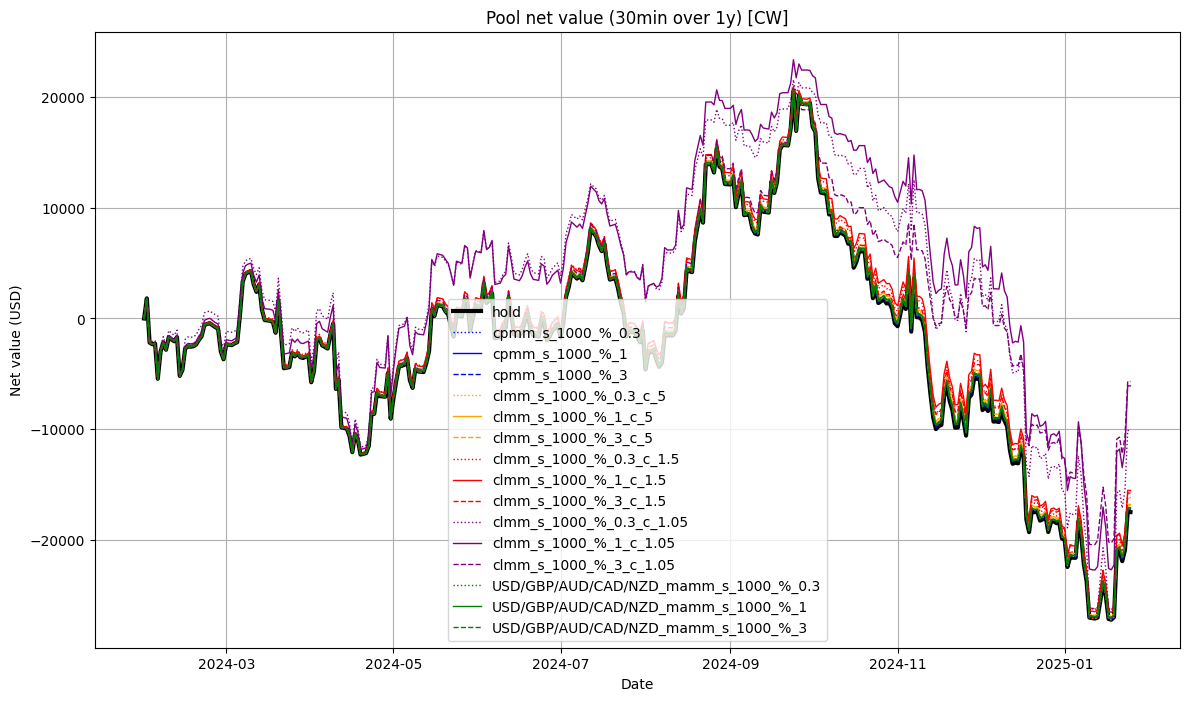 Pool net value (30min over 1y) [CW]
Net value (USD)
20000
10000
0
−10000
−20000
hold
cpmm_s_1000_%_0.3
cpmm_s_1000_%_1
cpmm_s_1000_%_3
clmm_s_1000_%_0.3_c_5
clmm_s_1000_%_1_c_5
clmm_s_1000_%_3_c_5
clmm_s_1000_%_0.3_c_1.5
clmm_s_1000_%_1_c_1.5
clmm_s_1000_%_3_c_1.5
clmm_s_1000_%_0.3_c_1.05
clmm_s_1000_%_1_c_1.05
clmm_s_1000_%_3_c_1.05
USD/GBP/AUD/CAD/NZD_mamm_s_1000_%_0.3
USD/GBP/AUD/CAD/NZD_mamm_s_1000_%_1
USD/GBP/AUD/CAD/NZD_mamm_s_1000_%_3
2024-03
2024-05
2024-07
2024-09
2024-11
2025-01
Date